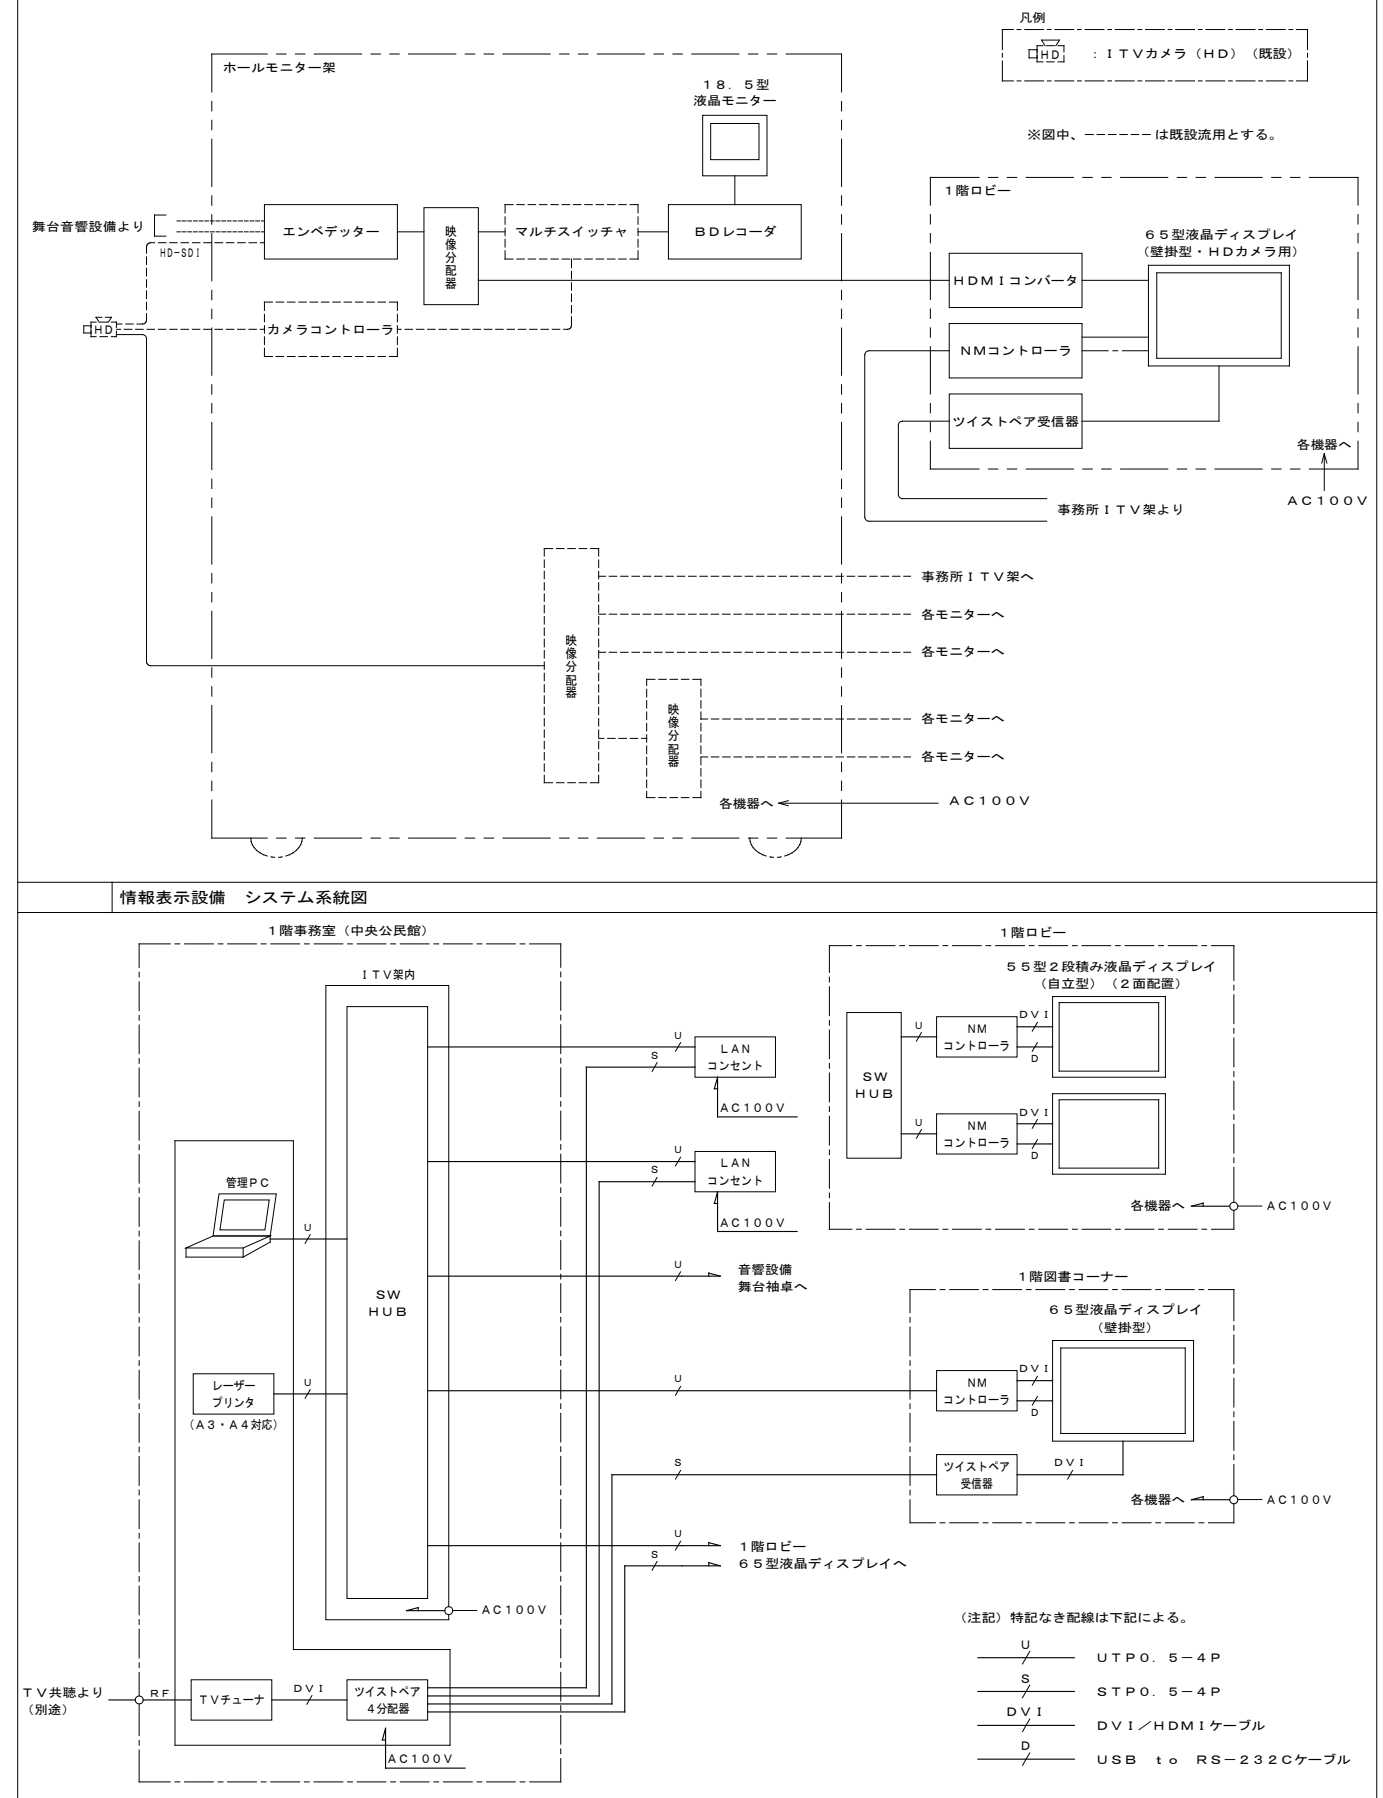 凡例
HD
：ＩＴＶカメラ（ＨＤ）（既設）
※図中、------は既設流用とする。
ホールモニター架
１８．５型
液晶モニター
舞台音響設備より
HD-SDI
エンベデッター
映像分配器
マルチスイッチャ
ＢＤレコーダ
HD
カメラコントローラ
１階ロビー
６５型液晶ディスプレイ
（壁掛型・ＨＤカメラ用）
ＨＤＭＩコンバータ
ＮＭコントローラ
ツイストペア受信器
各機器へ
ＡＣ１００Ｖ
事務所ＩＴＶ架より
映像分配器
事務所ＩＴＶ架へ
各モニターへ
各モニターへ
映像分配器
各モニターへ
各モニターへ
各機器へ
ＡＣ１００Ｖ
情報表示設備　システム系統図
１階事務室（中央公民館）
ＩＴＶ架内
管理ＰＣ
U
ＳＷ
ＨＵＢ
レーザー
プリンタ
（Ａ３・Ａ４対応）
U
ＡＣ１００Ｖ
ＴＶ共聴より
（別途）
ＲＦ
ＴＶチューナ
ＤＶＩ
ツイストペア
４分配器
ＡＣ１００Ｖ
U
S
ＬＡＮ
コンセント
ＡＣ１００Ｖ
U
S
ＬＡＮ
コンセント
ＡＣ１００Ｖ
U
音響設備
舞台袖卓へ
U
S
U
１階ロビー
S
６５型液晶ディスプレイへ
１階ロビー
５５型２段積み液晶ディスプレイ
（自立型）（２面配置）
ＳＷ
ＨＵＢ
U
ＮＭ
コントローラ
ＤＶＩ
D
U
ＮＭ
コントローラ
ＤＶＩ
D
各機器へ
ＡＣ１００Ｖ
１階図書コーナー
６５型液晶ディスプレイ
（壁掛型）
ＮＭ
コントローラ
ＤＶＩ
D
ツイストペア
受信器
ＤＶＩ
各機器へ
ＡＣ１００Ｖ
（注記）特記なき配線は下記による。
U
ＵＴＰ０．５－４Ｐ
S
ＳＴＰ０．５－４Ｐ
ＤＶＩ
ＤＶＩ／ＨＤＭＩケーブル
D
ＵＳＢ　ｔｏ　ＲＳ－２３２Ｃケーブル